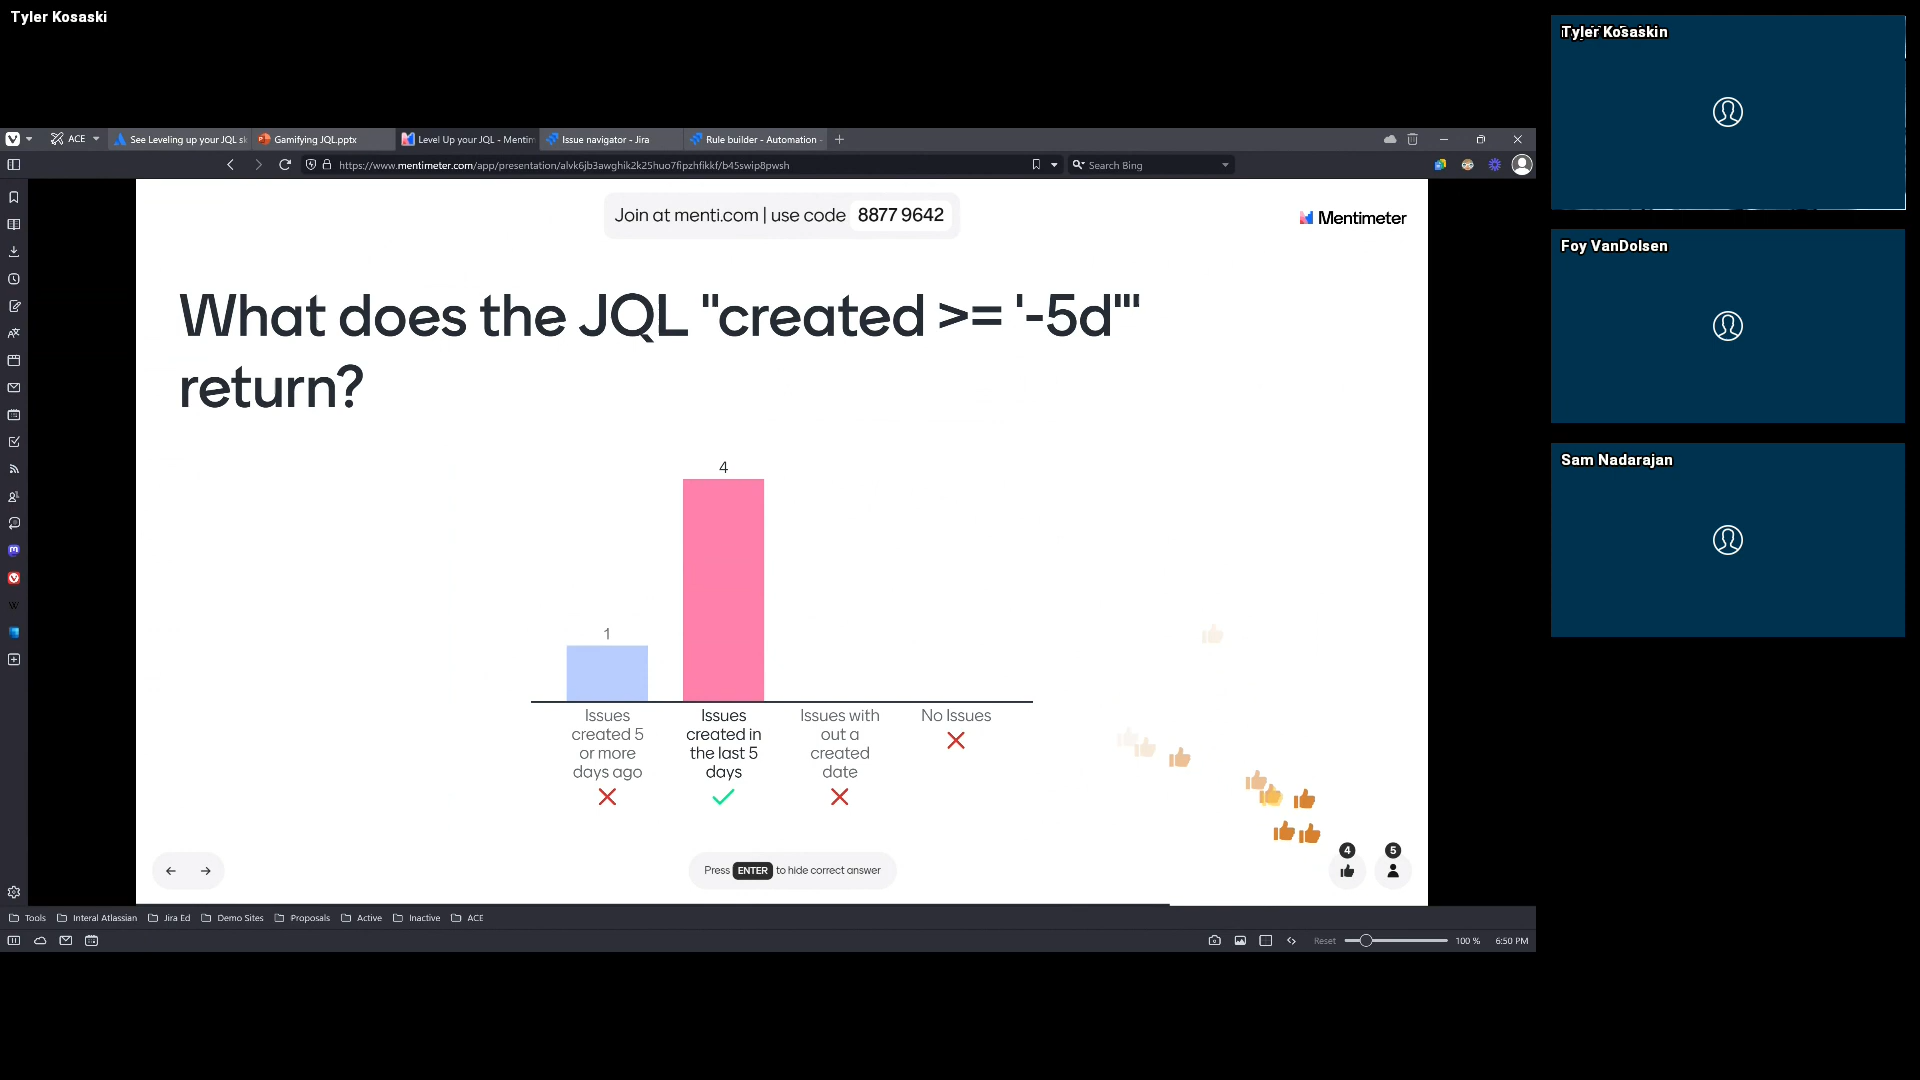 Tyler Kosaski
ACE
See Leveling up your JQL sk
Gamifying JQL.pptx
Level Up your JQL - Mentim
Issue navigator - Jira
Rule builder - Automation -
https://www.mentimeter.com/app/presentation/alvk6jb3awghik2k25huo7fipzhfikkf/b45swip8pwsh
Search Bing
Join at menti.com | use code 8877 9642
Mentimeter
What does the JQL "created >= '-5d'"
return?
4
1
Issues
created 5
or more
days ago
Issues
created in
the last 5
days
Issues with
out a
created
date
No Issues
Press ENTER to hide correct answer
4
5
Tools
Interal Atlassian
Jira Ed
Demo Sites
Proposals
Active
Inactive
ACE
Reset
100 %
6:50 PM
Foy VanDolsen
Sam Nadarajan